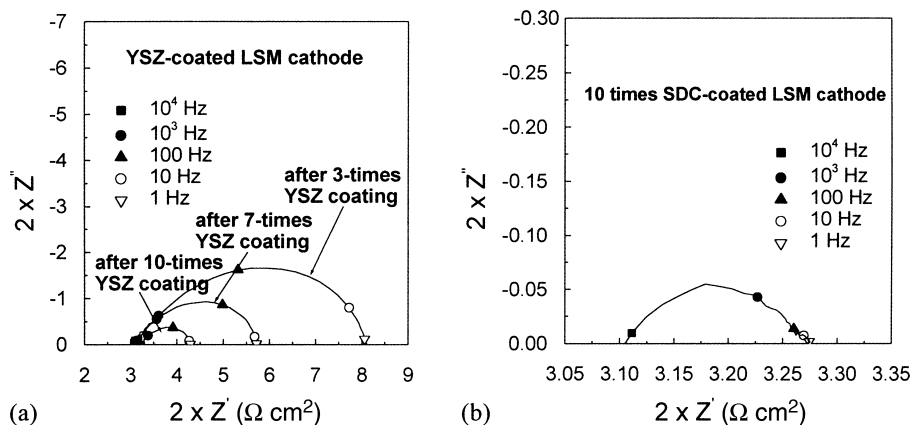 -7
-6
-5
-4
-3
-2
-1
0
2 x Z"
YSZ-coated LSM cathode
10⁴ Hz
10³ Hz
100 Hz
10 Hz
1 Hz
after 3-times
YSZ coating
after 7-times
YSZ coating
after 10-times
YSZ coating
2 3 4 5 6 7 8 9
(a) 2 x Z' (Ω cm²)
-0.30
-0.25
-0.20
-0.15
-0.10
-0.05
0.00
2 x Z"
10 times SDC-coated LSM cathode
10⁴ Hz
10³ Hz
100 Hz
10 Hz
1 Hz
3.05 3.10 3.15 3.20 3.25 3.30 3.35
(b) 2 x Z' (Ω cm²)